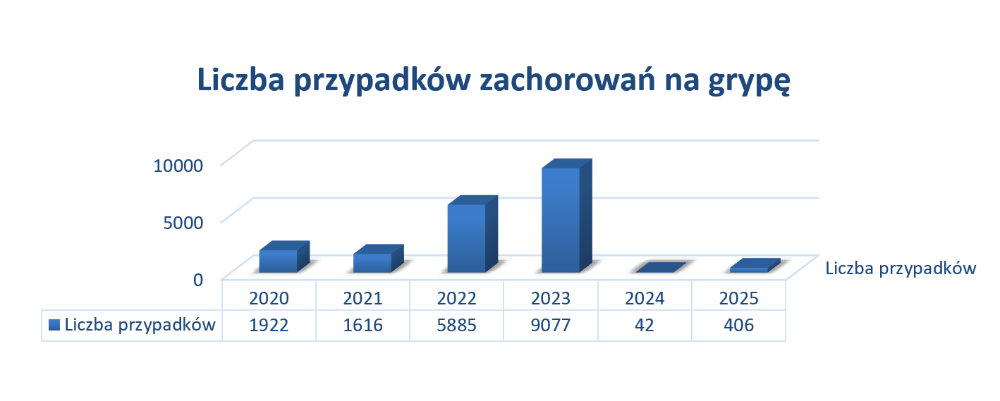 Liczba przypadków zachorowań na grypę
10000
5000
0
Liczba przypadków
2020 2021 2022 2023 2024 2025
Liczba przypadków 1922 1616 5885 9077 42 406